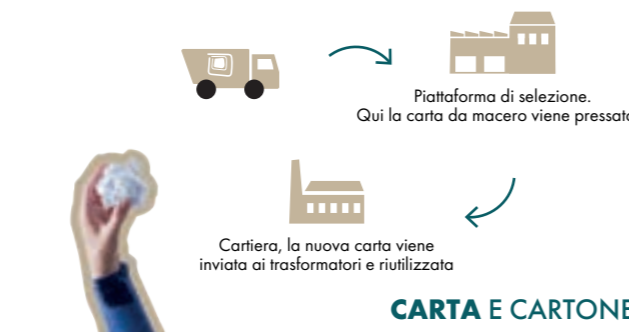 Piattaforma di selezione.
Qui la carta da macero viene pressata
Cartiera, la nuova carta viene
inviata ai trasformatori e riutilizzata
CARTA E CARTONE